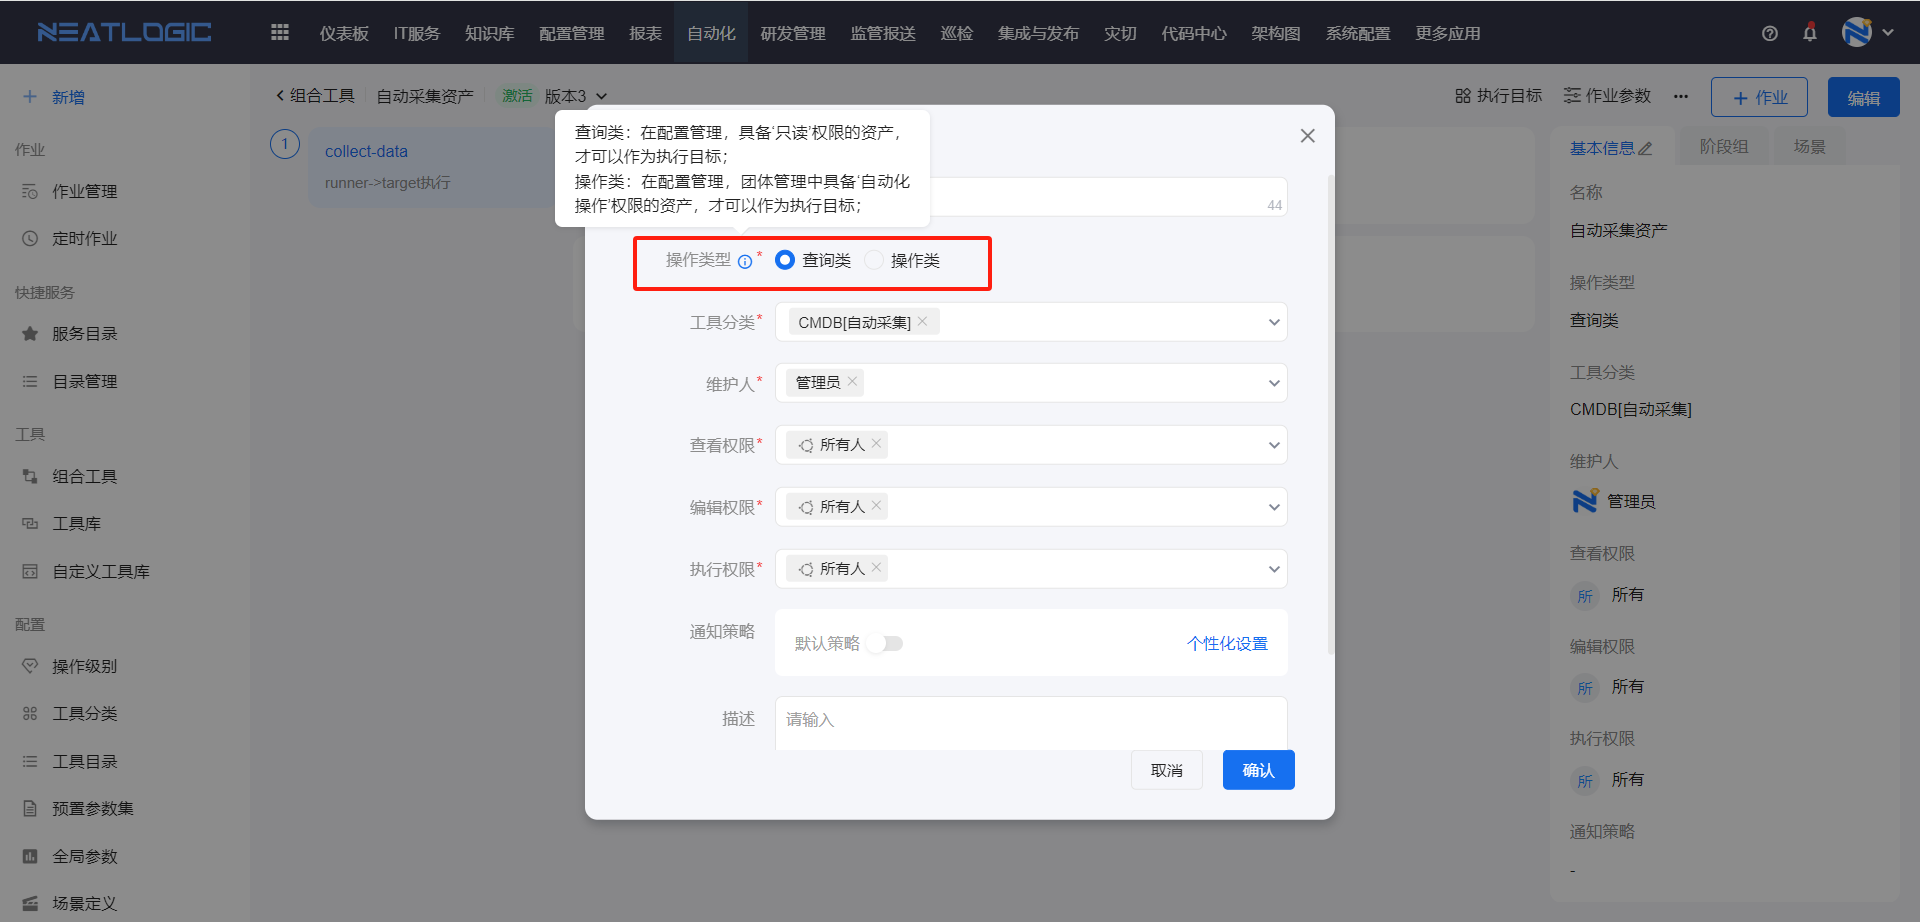 NEATLOGIC
仪表板 IT服务 知识库 配置管理 报表 自动化 研发管理 监管报送 巡检 集成与发布 灾切 代码中心 架构图 系统配置 更多应用
新增
作业
作业管理
定时作业
快捷服务
服务目录
目录管理
工具
组合工具
工具库
自定义工具库
配置
操作级别
工具分类
工具目录
预置参数集
全局参数
场景定义
组合工具 自动采集资产 激活 版本3
执行目标 作业参数 ··· + 作业 编辑
1
collect-data
runner->target执行
查询类：在配置管理，具备‘只读’权限的资产，
才可以作为执行目标；
操作类：在配置管理，团体管理中具备‘自动化
操作’权限的资产，才可以作为执行目标；
44
操作类型 * 查询类 操作类
工具分类* CMDB[自动采集]
维护人* 管理员
查看权限* 所有人
编辑权限* 所有人
执行权限* 所有人
通知策略 默认策略 个性化设置
描述 请输入
取消 确认
基本信息 阶段组 场景
名称
自动采集资产
操作类型
查询类
工具分类
CMDB[自动采集]
维护人
管理员
查看权限
所 所有
编辑权限
所 所有
执行权限
所 所有
通知策略
-